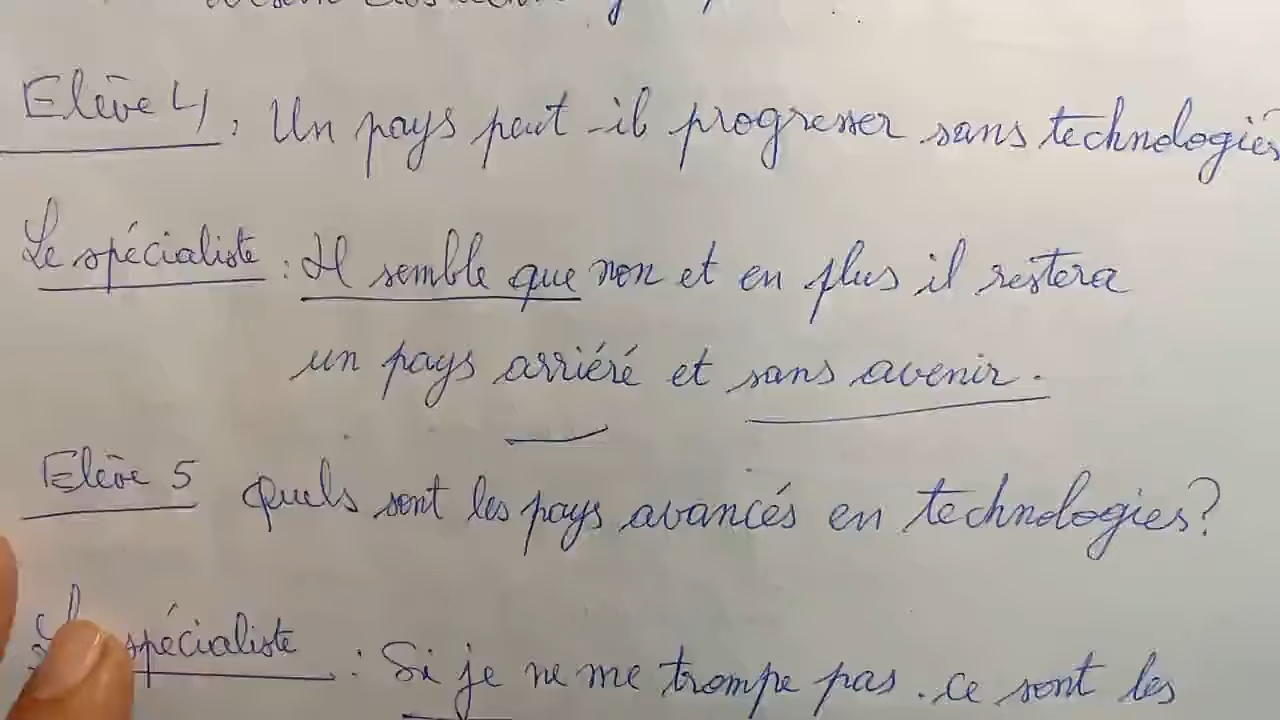 Elève 4, Un pays peut-il progresser sans technologies
Le spécialiste : Il semble que non et en plus il restera
un pays arriéré et sans avenir.
Elève 5 Quels sont les pays avancés en technologies?
Le spécialiste : Si je ne me trompe pas. ce sont les